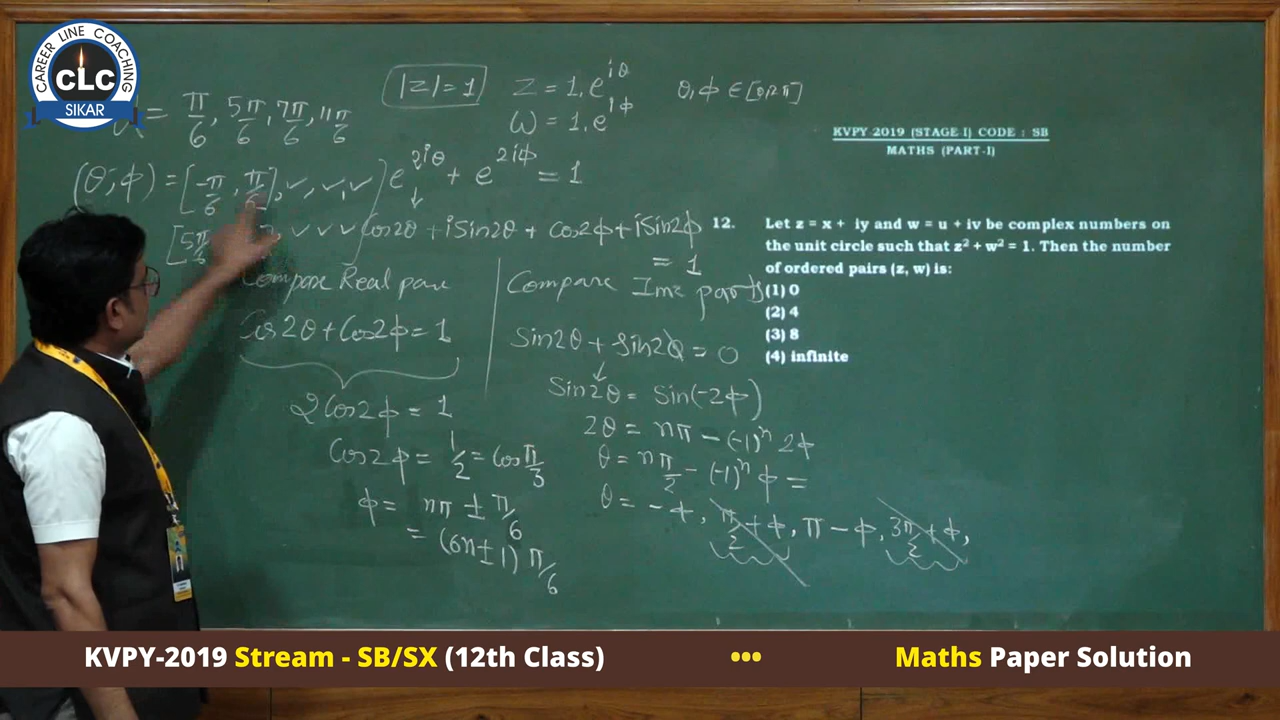 CAREER LINE COACHING
CLC
SIKAR
= π/6, 5π/6, 7π/6, 11π/6
|z|=1
z = 1, e^{iθ}
ω = 1, e^{iφ}
θ, φ ∈ [0, 2π]
(θ, φ) = [-π/6, π/6], ✓, ✓, ✓]
[5π/6
✓ ✓ ✓
e^{2iθ} + e^{2iφ} = 1
Cos2θ + iSin2θ + Cos2φ + iSin2φ
= 1
Compare Real part
Cos2θ + Cos2φ = 1
2Cos2φ = 1
Cos2φ = 1/2 = Cos π/3
φ = nπ ± π/6
= (6n±1) π/6
Compare Img parts
Sin2θ + Sin2φ = 0
Sin2θ = Sin(-2φ)
2θ = nπ - (-1)^n 2φ
θ = nπ/2 - (-1)^n φ =
θ = -φ, π/2 + φ, π - φ, 3π/2 + φ,
KVPY 2019 (STAGE I) CODE : SB
MATHS (PART-I)
12. Let z = x + iy and w = u + iv be complex numbers on
the unit circle such that z² + w² = 1. Then the number
of ordered pairs (z, w) is:
(1) 0
(2) 4
(3) 8
(4) infinite
KVPY-2019 Stream - SB/SX (12th Class) ••• Maths Paper Solution